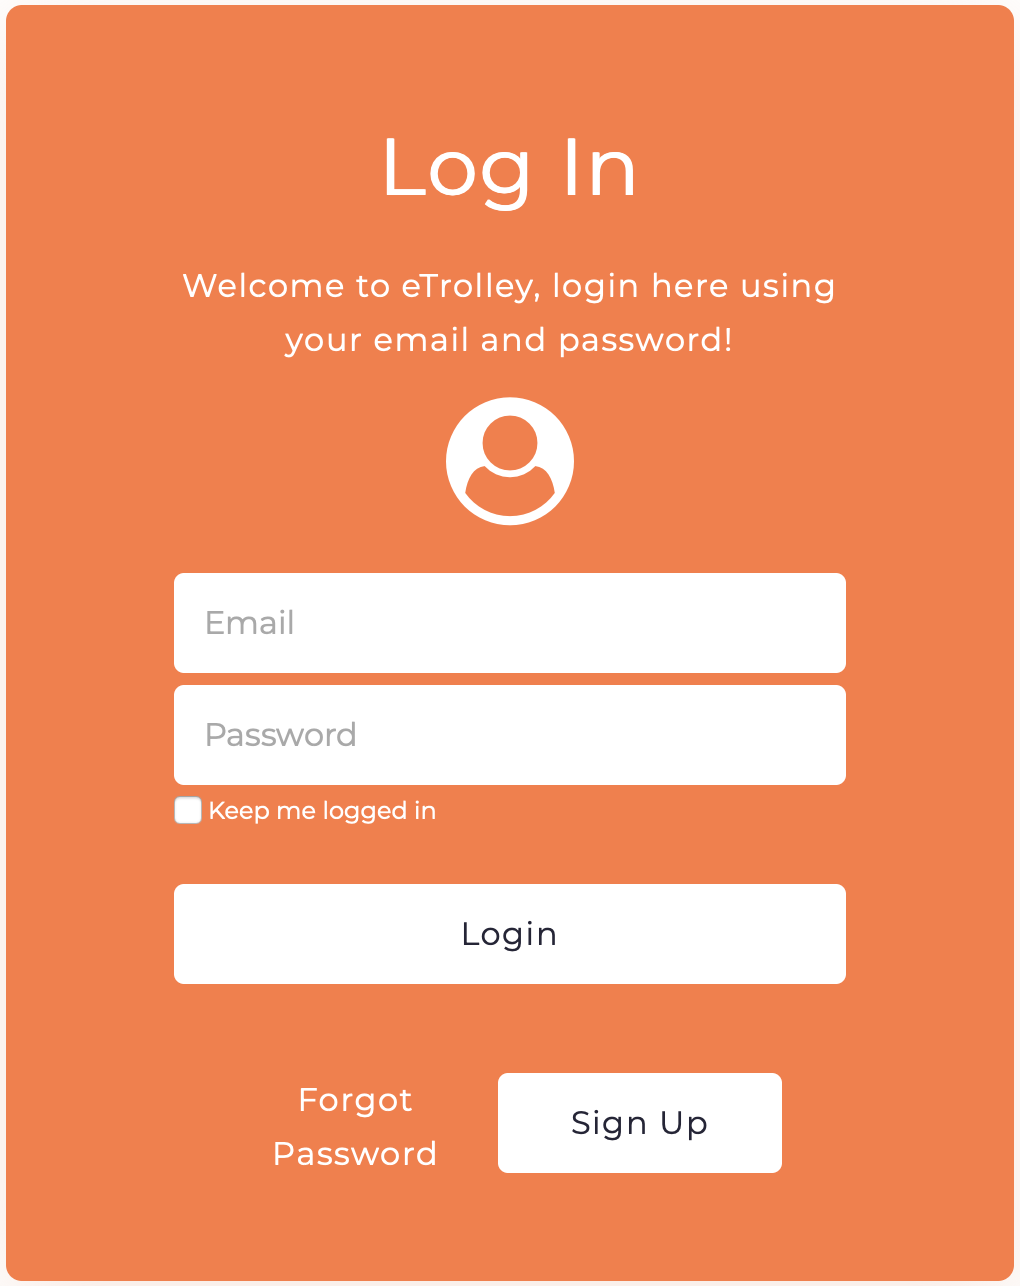 Log In
Welcome to eTrolley, login here using
your email and password!
Email
Password
Keep me logged in
Login
Forgot
Password
Sign Up